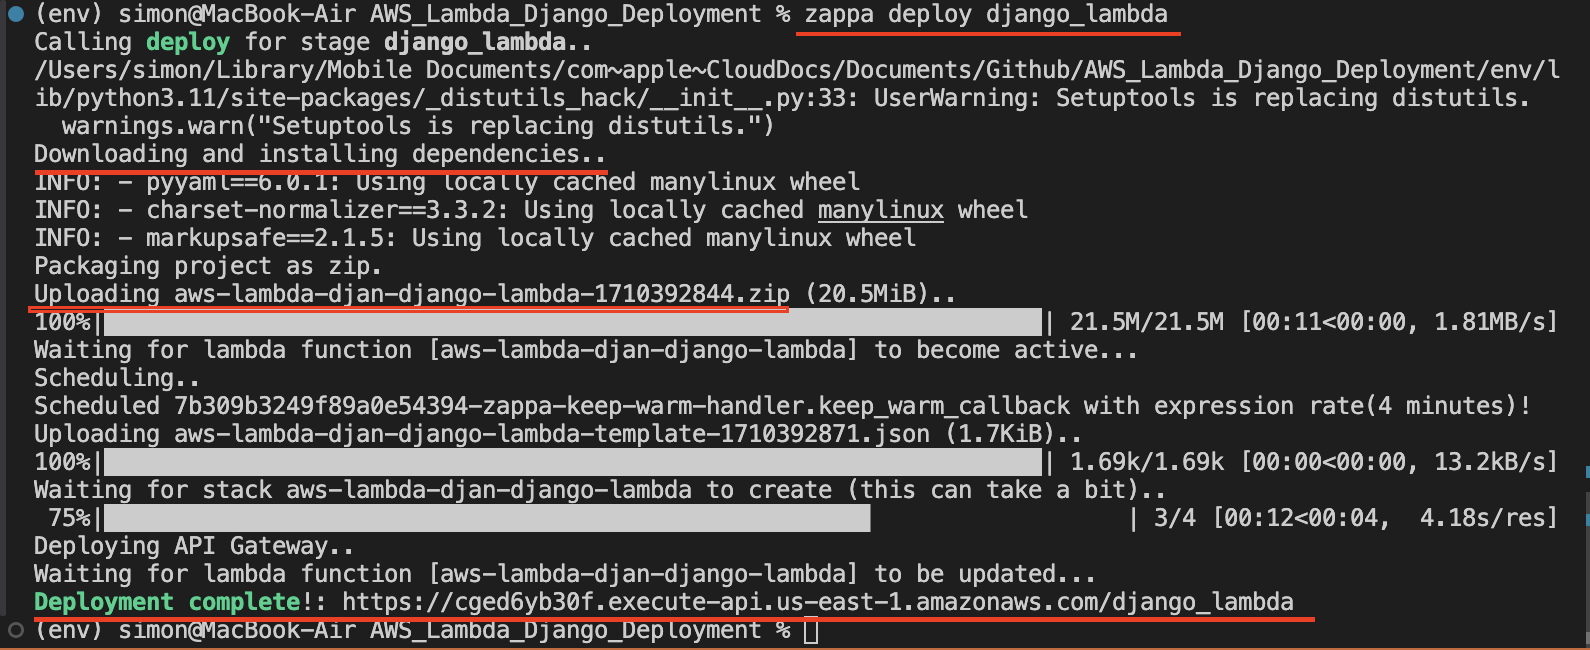 (env) simon@MacBook-Air AWS_Lambda_Django_Deployment % zappa deploy django_lambda
Calling deploy for stage django_lambda..
/Users/simon/Library/Mobile Documents/com~apple~CloudDocs/Documents/Github/AWS_Lambda_Django_Deployment/env/l
ib/python3.11/site-packages/_distutils_hack/__init__.py:33: UserWarning: Setuptools is replacing distutils.
  warnings.warn("Setuptools is replacing distutils.")
Downloading and installing dependencies..
INFO: - pyyaml==6.0.1: Using locally cached manylinux wheel
INFO: - charset-normalizer==3.3.2: Using locally cached manylinux wheel
INFO: - markupsafe==2.1.5: Using locally cached manylinux wheel
Packaging project as zip.
Uploading aws-lambda-djan-django-lambda-1710392844.zip (20.5MiB)..
100%| | 21.5M/21.5M [00:11<00:00, 1.81MB/s]
Waiting for lambda function [aws-lambda-djan-django-lambda] to become active...
Scheduling..
Scheduled 7b309b3249f89a0e54394-zappa-keep-warm-handler.keep_warm_callback with expression rate(4 minutes)!
Uploading aws-lambda-djan-django-lambda-template-1710392871.json (1.7KiB)..
100%| | 1.69k/1.69k [00:00<00:00, 13.2kB/s]
Waiting for stack aws-lambda-djan-django-lambda to create (this can take a bit)..
 75%| | 3/4 [00:12<00:04,  4.18s/res]
Deploying API Gateway..
Waiting for lambda function [aws-lambda-djan-django-lambda] to be updated...
Deployment complete!: https://cged6yb30f.execute-api.us-east-1.amazonaws.com/django_lambda
(env) simon@MacBook-Air AWS_Lambda_Django_Deployment %